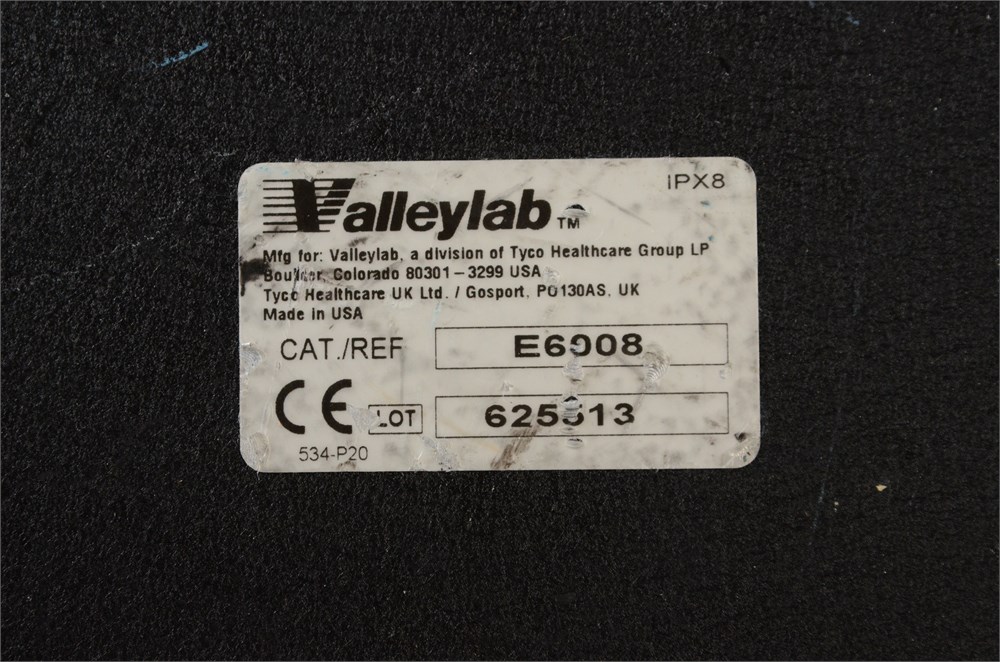 Valleylab™
IPX8
Mfg for: Valleylab, a division of Tyco Healthcare Group LP
Boulder, Colorado 80301–3299 USA
Tyco Healthcare UK Ltd. / Gosport, PO130AS, UK
Made in USA
CAT./REF E6008
CE LOT
534-P20